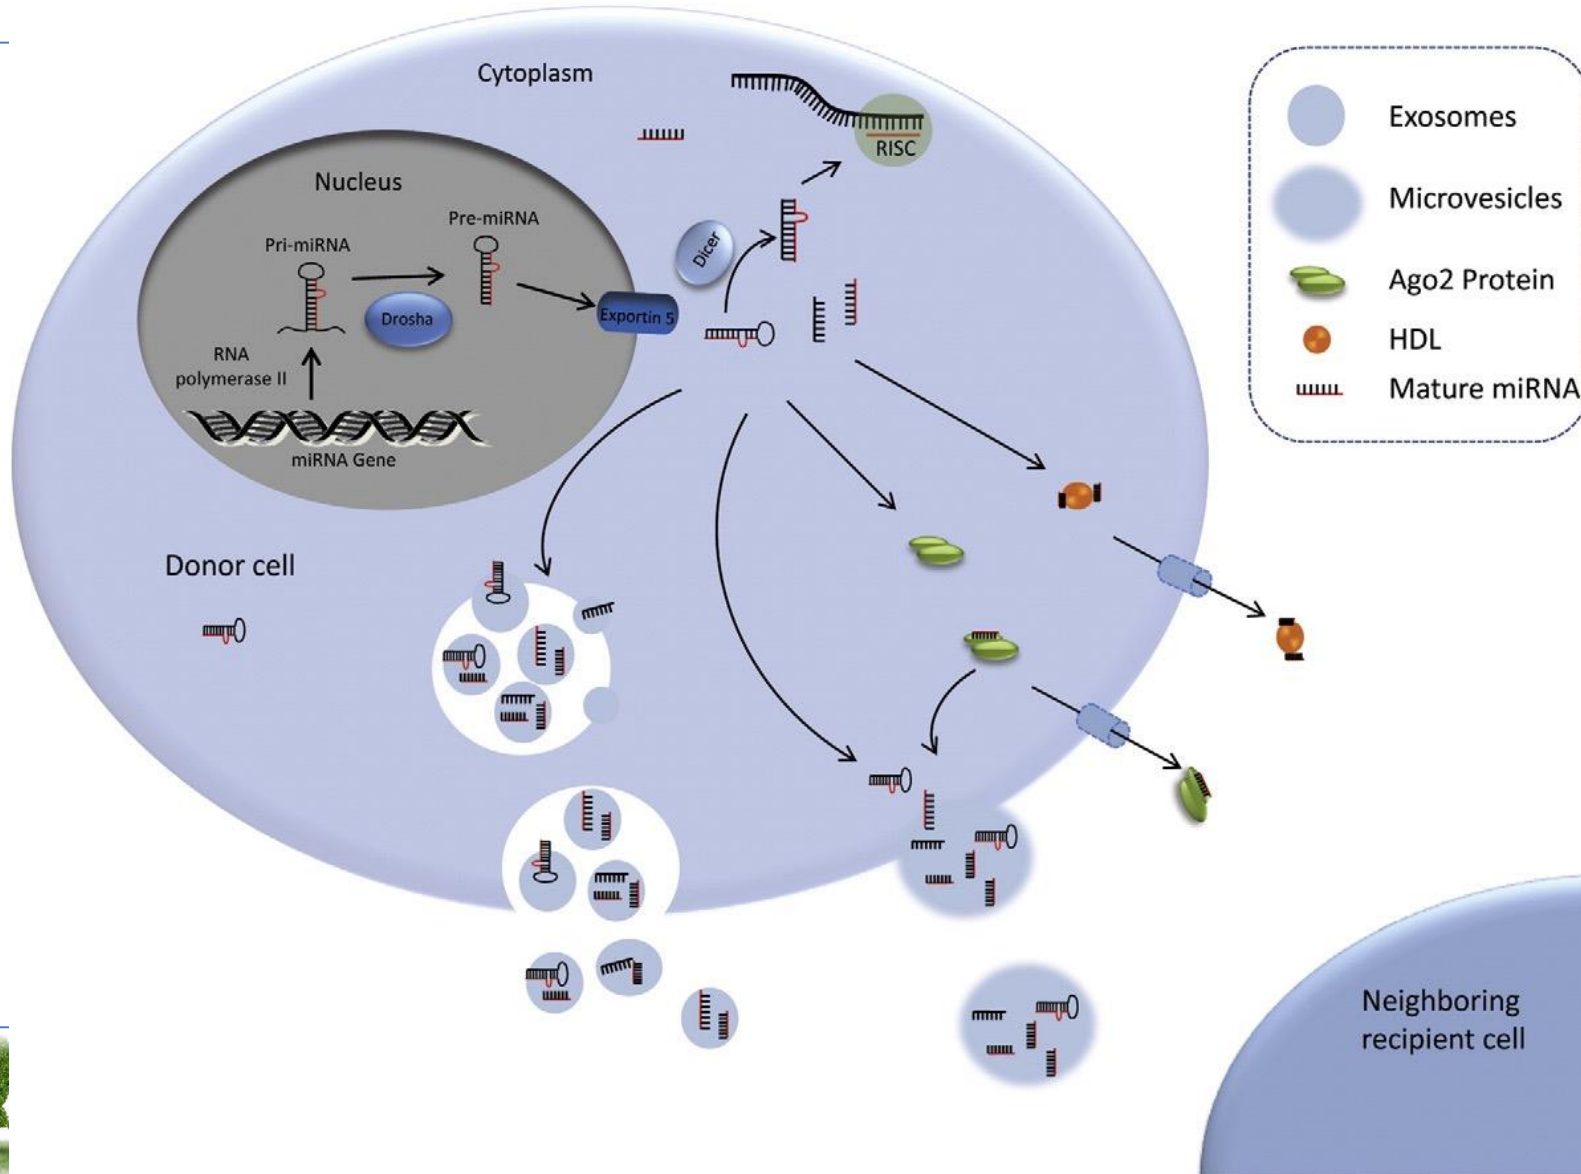 Cytoplasm
RISC
Nucleus
Pre-miRNA
Pri-miRNA
Dicer
Drosha
Exportin 5
RNA
polymerase II
miRNA Gene
Donor cell
Exosomes
Microvesicles
Ago2 Protein
HDL
Mature miRNA
Neighboring
recipient cell